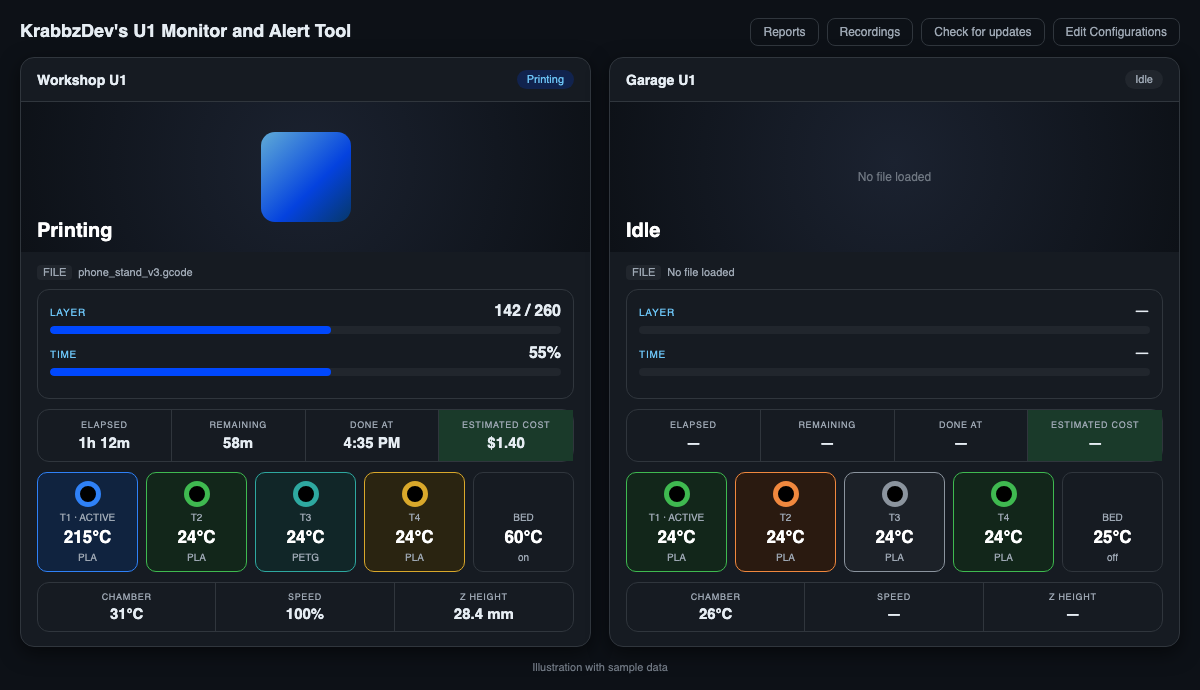 KrabbzDev's U1 Monitor and Alert Tool
Reports
Recordings
Check for updates
Edit Configurations
Workshop U1
Printing
Printing
FILE phone_stand_v3.gcode
LAYER 142 / 260
TIME 55%
ELAPSED REMAINING DONE AT ESTIMATED COST
1h 12m 58m 4:35 PM $1.40
T1 · ACTIVE T2 T3 T4 BED
215°C 24°C 24°C 24°C 60°C
PLA PLA PETG PLA on
CHAMBER SPEED Z HEIGHT
31°C 100% 28.4 mm
Garage U1
Idle
No file loaded
Idle
FILE No file loaded
LAYER —
TIME —
ELAPSED REMAINING DONE AT ESTIMATED COST
— — — —
T1 · ACTIVE T2 T3 T4 BED
24°C 24°C 24°C 24°C 25°C
PLA PLA PLA PLA off
CHAMBER SPEED Z HEIGHT
26°C — —
Illustration with sample data